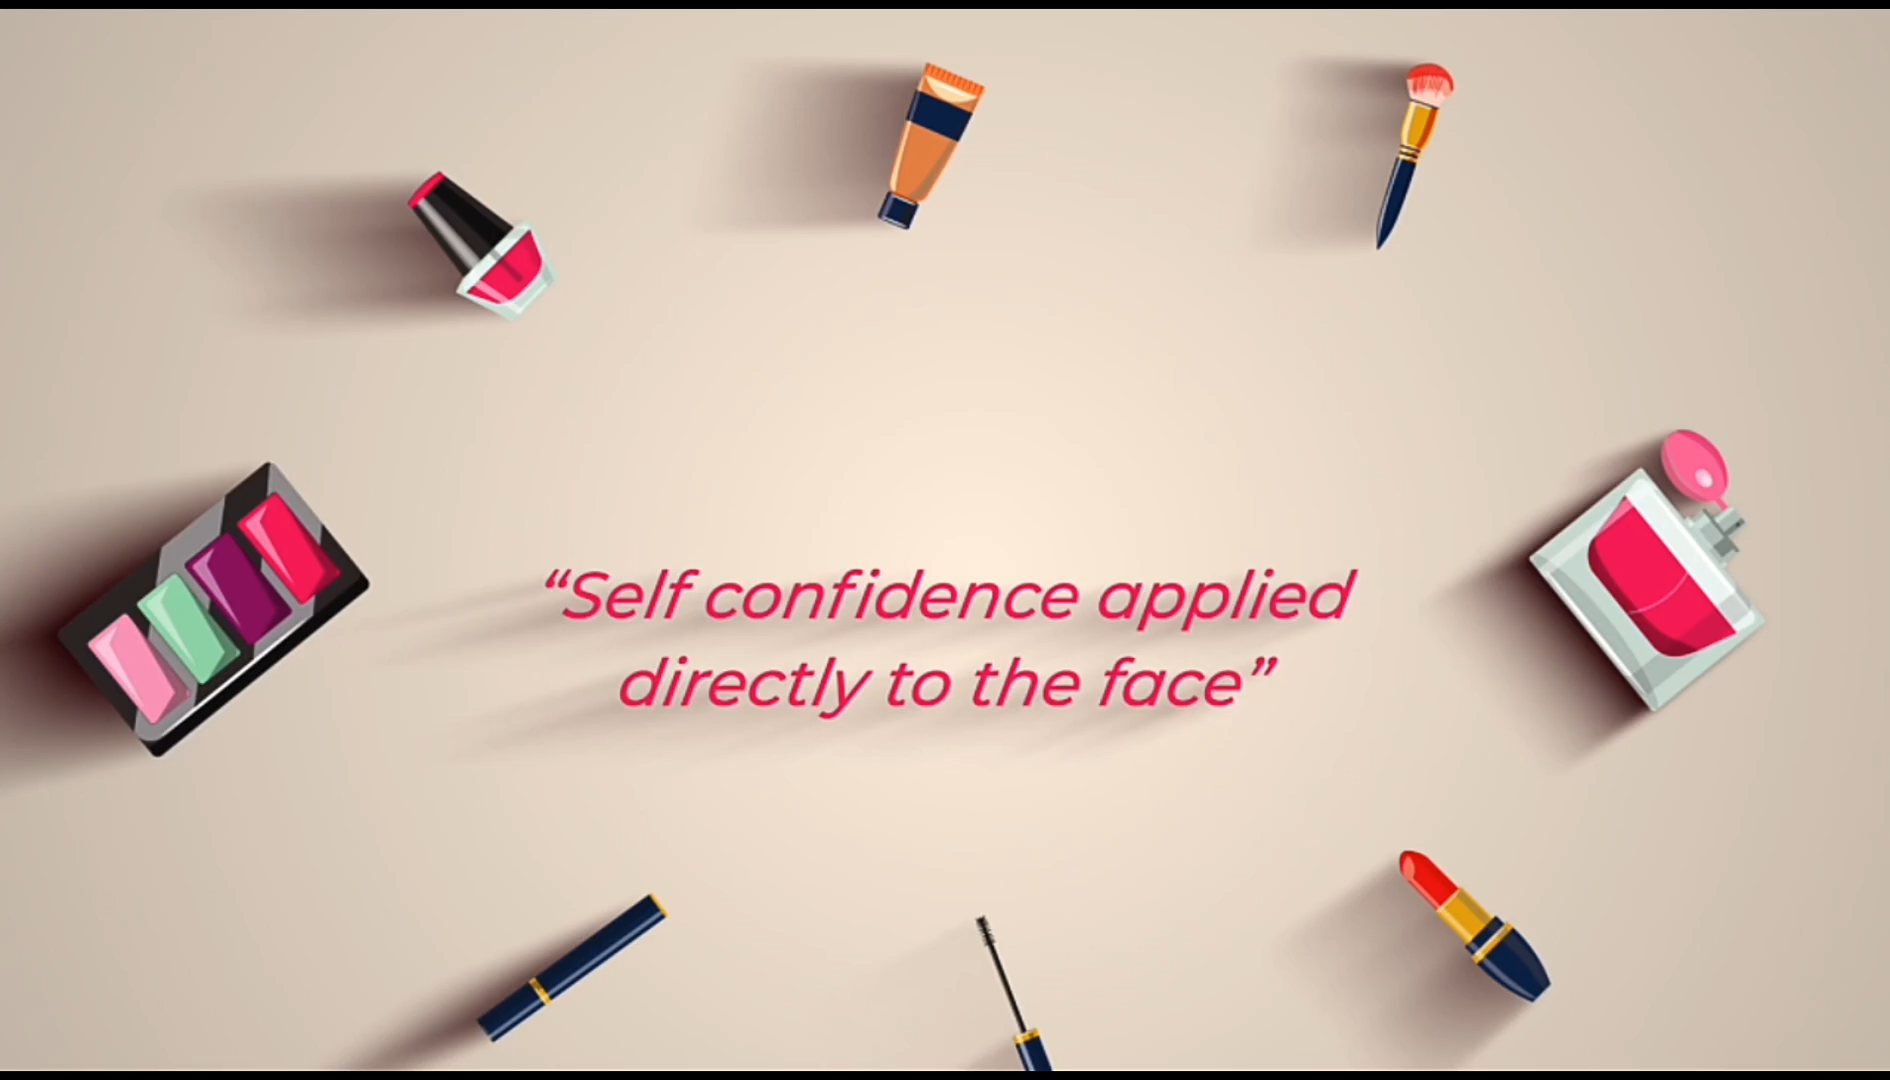 “Self confidence applied
directly to the face”